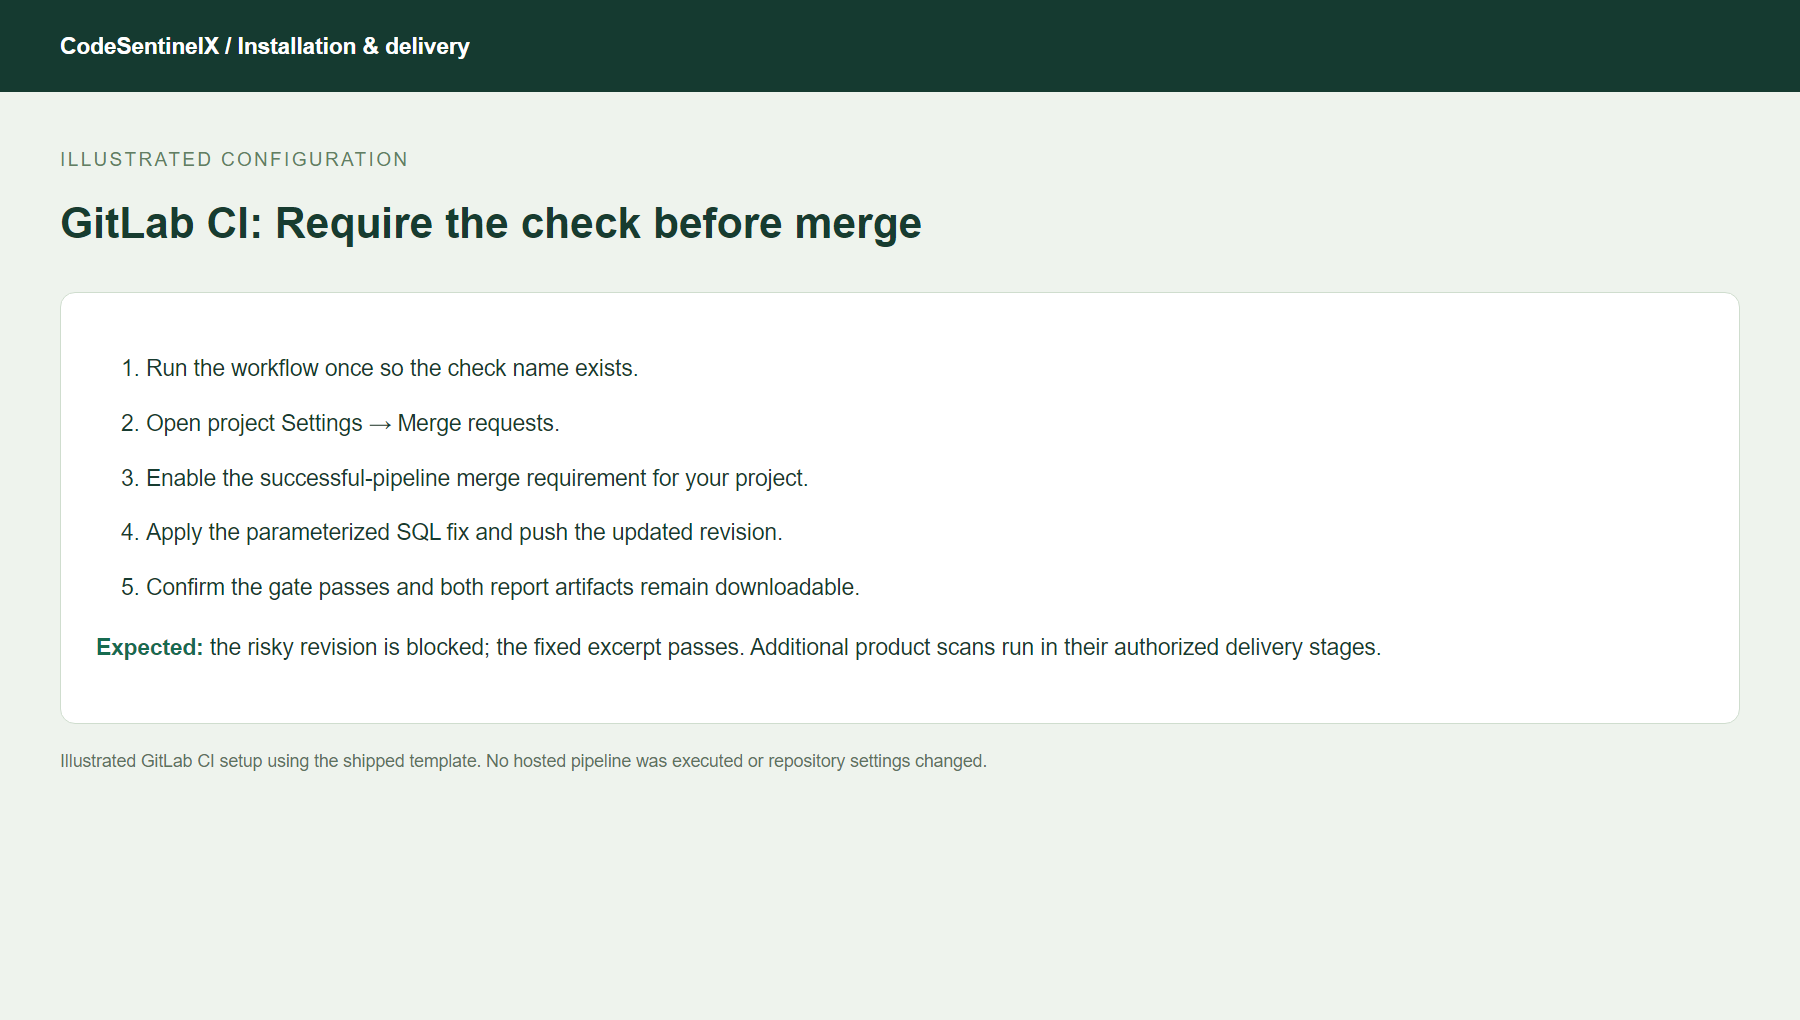 CodeSentinelX / Installation & delivery
ILLUSTRATED CONFIGURATION
GitLab CI: Require the check before merge
1. Run the workflow once so the check name exists.
2. Open project Settings → Merge requests.
3. Enable the successful-pipeline merge requirement for your project.
4. Apply the parameterized SQL fix and push the updated revision.
5. Confirm the gate passes and both report artifacts remain downloadable.
Expected: the risky revision is blocked; the fixed excerpt passes. Additional product scans run in their authorized delivery stages.
Illustrated GitLab CI setup using the shipped template. No hosted pipeline was executed or repository settings changed.